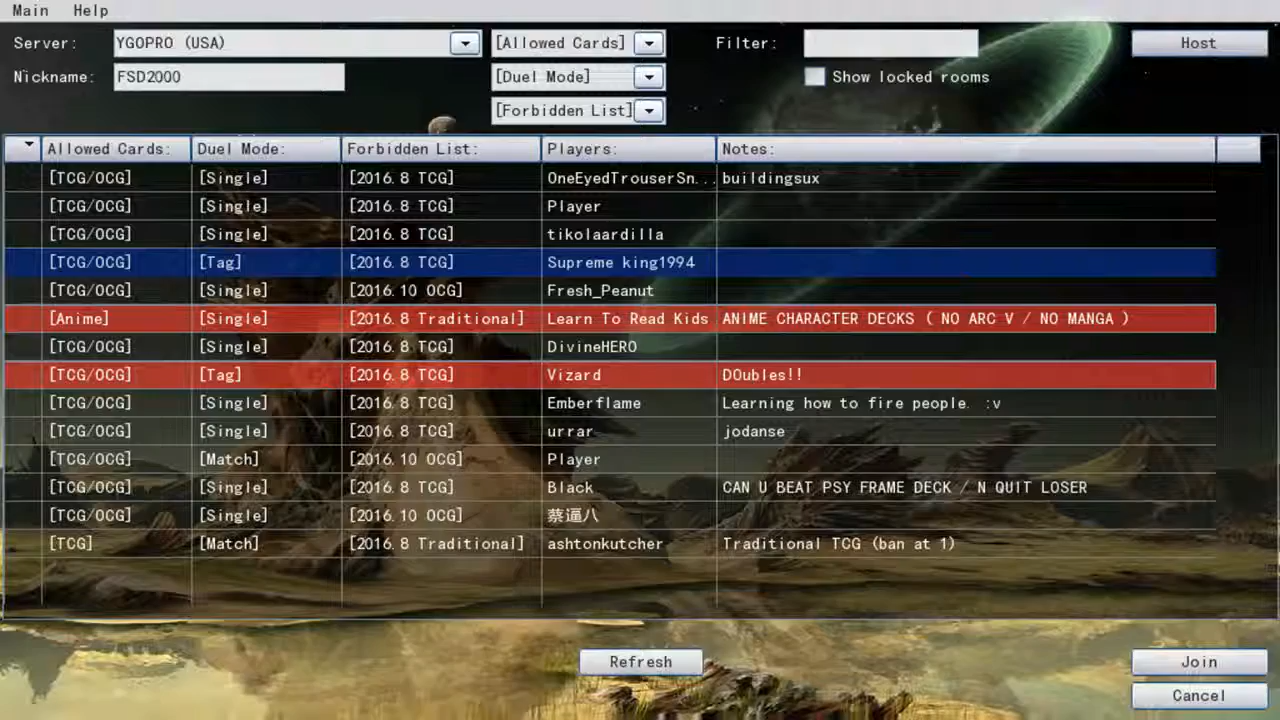 Main Help
Server: YGOPRO (USA) [Allowed Cards] Filter: Host
Nickname: FSD2000 [Duel Mode] Show locked rooms
[Forbidden List]
Allowed Cards: Duel Mode: Forbidden List: Players: Notes:
[TCG/OCG] [Single] [2016.8 TCG] OneEyedTrouserSn... buildingsux
[TCG/OCG] [Single] [2016.8 TCG] Player
[TCG/OCG] [Single] [2016.8 TCG] tikolaardilla
[TCG/OCG] [Tag] [2016.8 TCG] Supreme king1994
[TCG/OCG] [Single] [2016.10 OCG] Fresh_Peanut
[Anime] [Single] [2016.8 Traditional] Learn To Read Kids ANIME CHARACTER DECKS ( NO ARC V / NO MANGA )
[TCG/OCG] [Single] [2016.8 TCG] DivineHERO
[TCG/OCG] [Tag] [2016.8 TCG] Vizard DOubles!!
[TCG/OCG] [Single] [2016.8 TCG] Emberflame Learning how to fire people. :v
[TCG/OCG] [Single] [2016.8 TCG] urrar jodanse
[TCG/OCG] [Match] [2016.10 OCG] Player
[TCG/OCG] [Single] [2016.8 TCG] Black CAN U BEAT PSY FRAME DECK / N QUIT LOSER
[TCG/OCG] [Single] [2016.10 OCG] 蔡逼八
[TCG] [Match] [2016.8 Traditional] ashtonkutcher Traditional TCG (ban at 1)
Refresh Join
Cancel